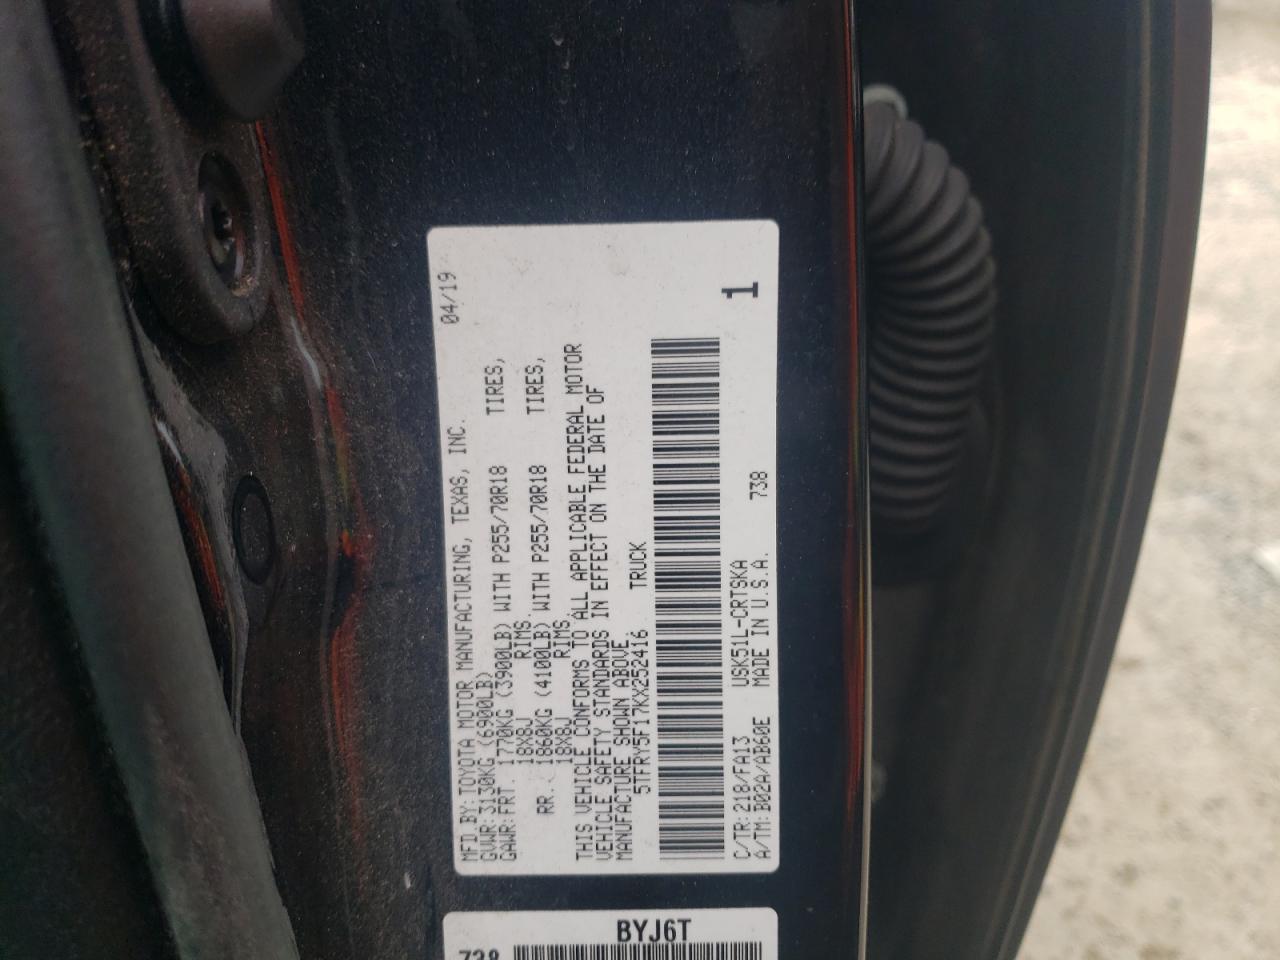 MFD.BY:TOYOTA MOTOR MANUFACTURING, TEXAS, INC. 04/19
GVWR:3130KG (6900LB)
GAWR:FRT. 1770KG (3900LB) WITH P255/70R18 TIRES,
18X8J RIMS.
RR. 1860KG (4100LB) WITH P255/70R18 TIRES,
18X8J RIMS.
THIS VEHICLE CONFORMS TO ALL APPLICABLE FEDERAL MOTOR
VEHICLE SAFETY STANDARDS IN EFFECT ON THE DATE OF
MANUFACTURE SHOWN ABOVE.
5TFRY5F17KX252416 TRUCK
C/TR:218/FA13 USK51L-CRTSKA 738 1
A/TM:B02A/AB60E MADE IN U.S.A.
BYJ6T
738